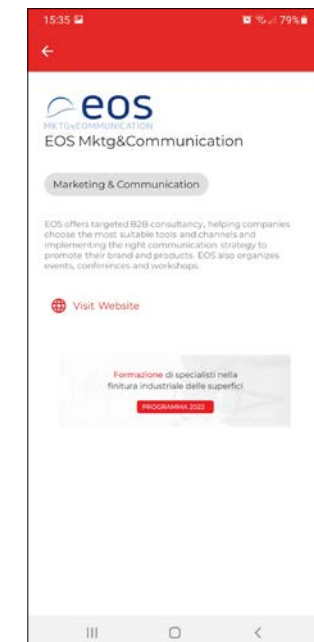 15:35
79%
eos
MKTG&COMMUNICATION
EOS Mktg&Communication
Marketing & Communication
EOS offers targeted B2B consultancy, helping companies
choose the most suitable tools and channels and
implementing the right communication strategy to
promote their brand and products. EOS also organizes
events, conferences and workshops.
Visit Website
Formazione di specialisti nella
finitura industriale delle superfici
PROGRAMMA 2022